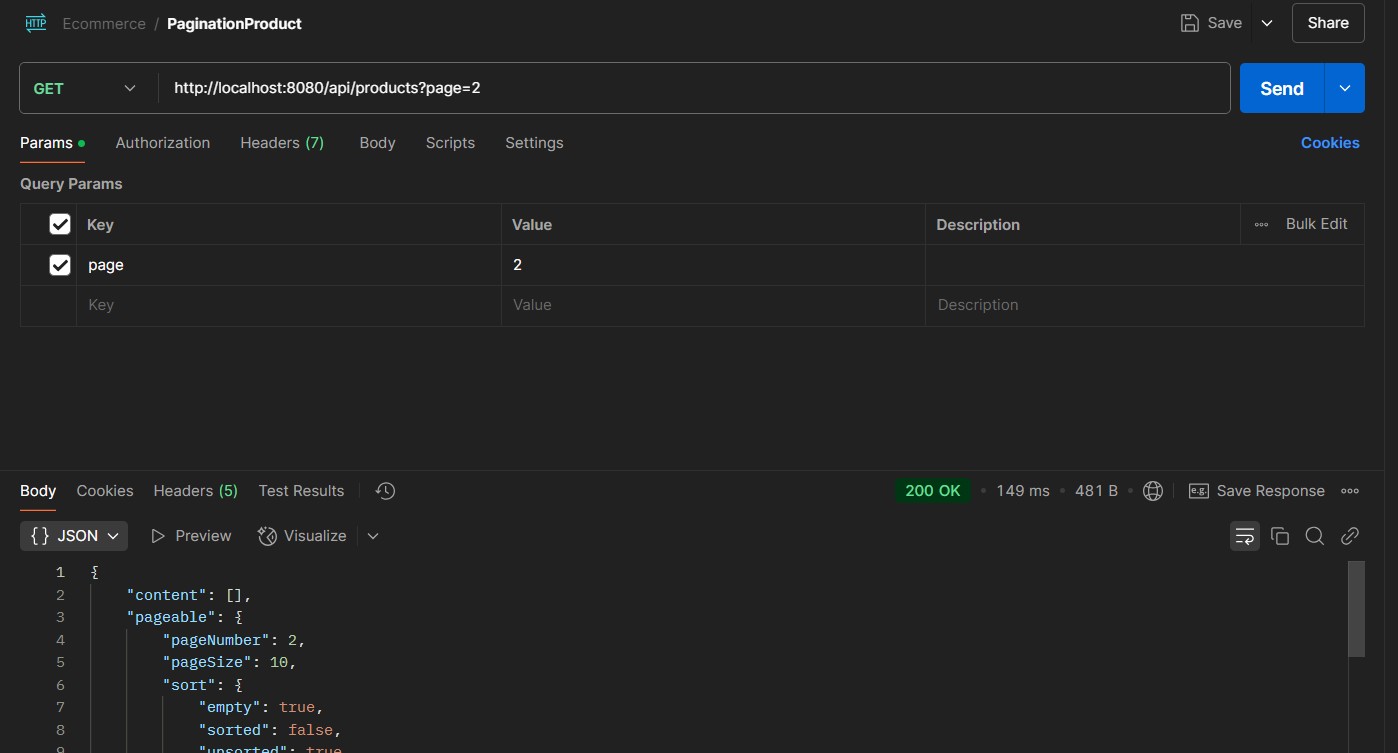 HTTP Ecommerce / PaginationProduct Save Share
GET http://localhost:8080/api/products?page=2 Send
Params Authorization Headers (7) Body Scripts Settings Cookies
Query Params
Key Value Description Bulk Edit
page 2
Key Value Description
Body Cookies Headers (5) Test Results 200 OK 149 ms 481 B e.g. Save Response
{} JSON Preview Visualize
1 {
2 "content": [],
3 "pageable": {
4 "pageNumber": 2,
5 "pageSize": 10,
6 "sort": {
7 "empty": true,
8 "sorted": false,
9 "unsorted": true